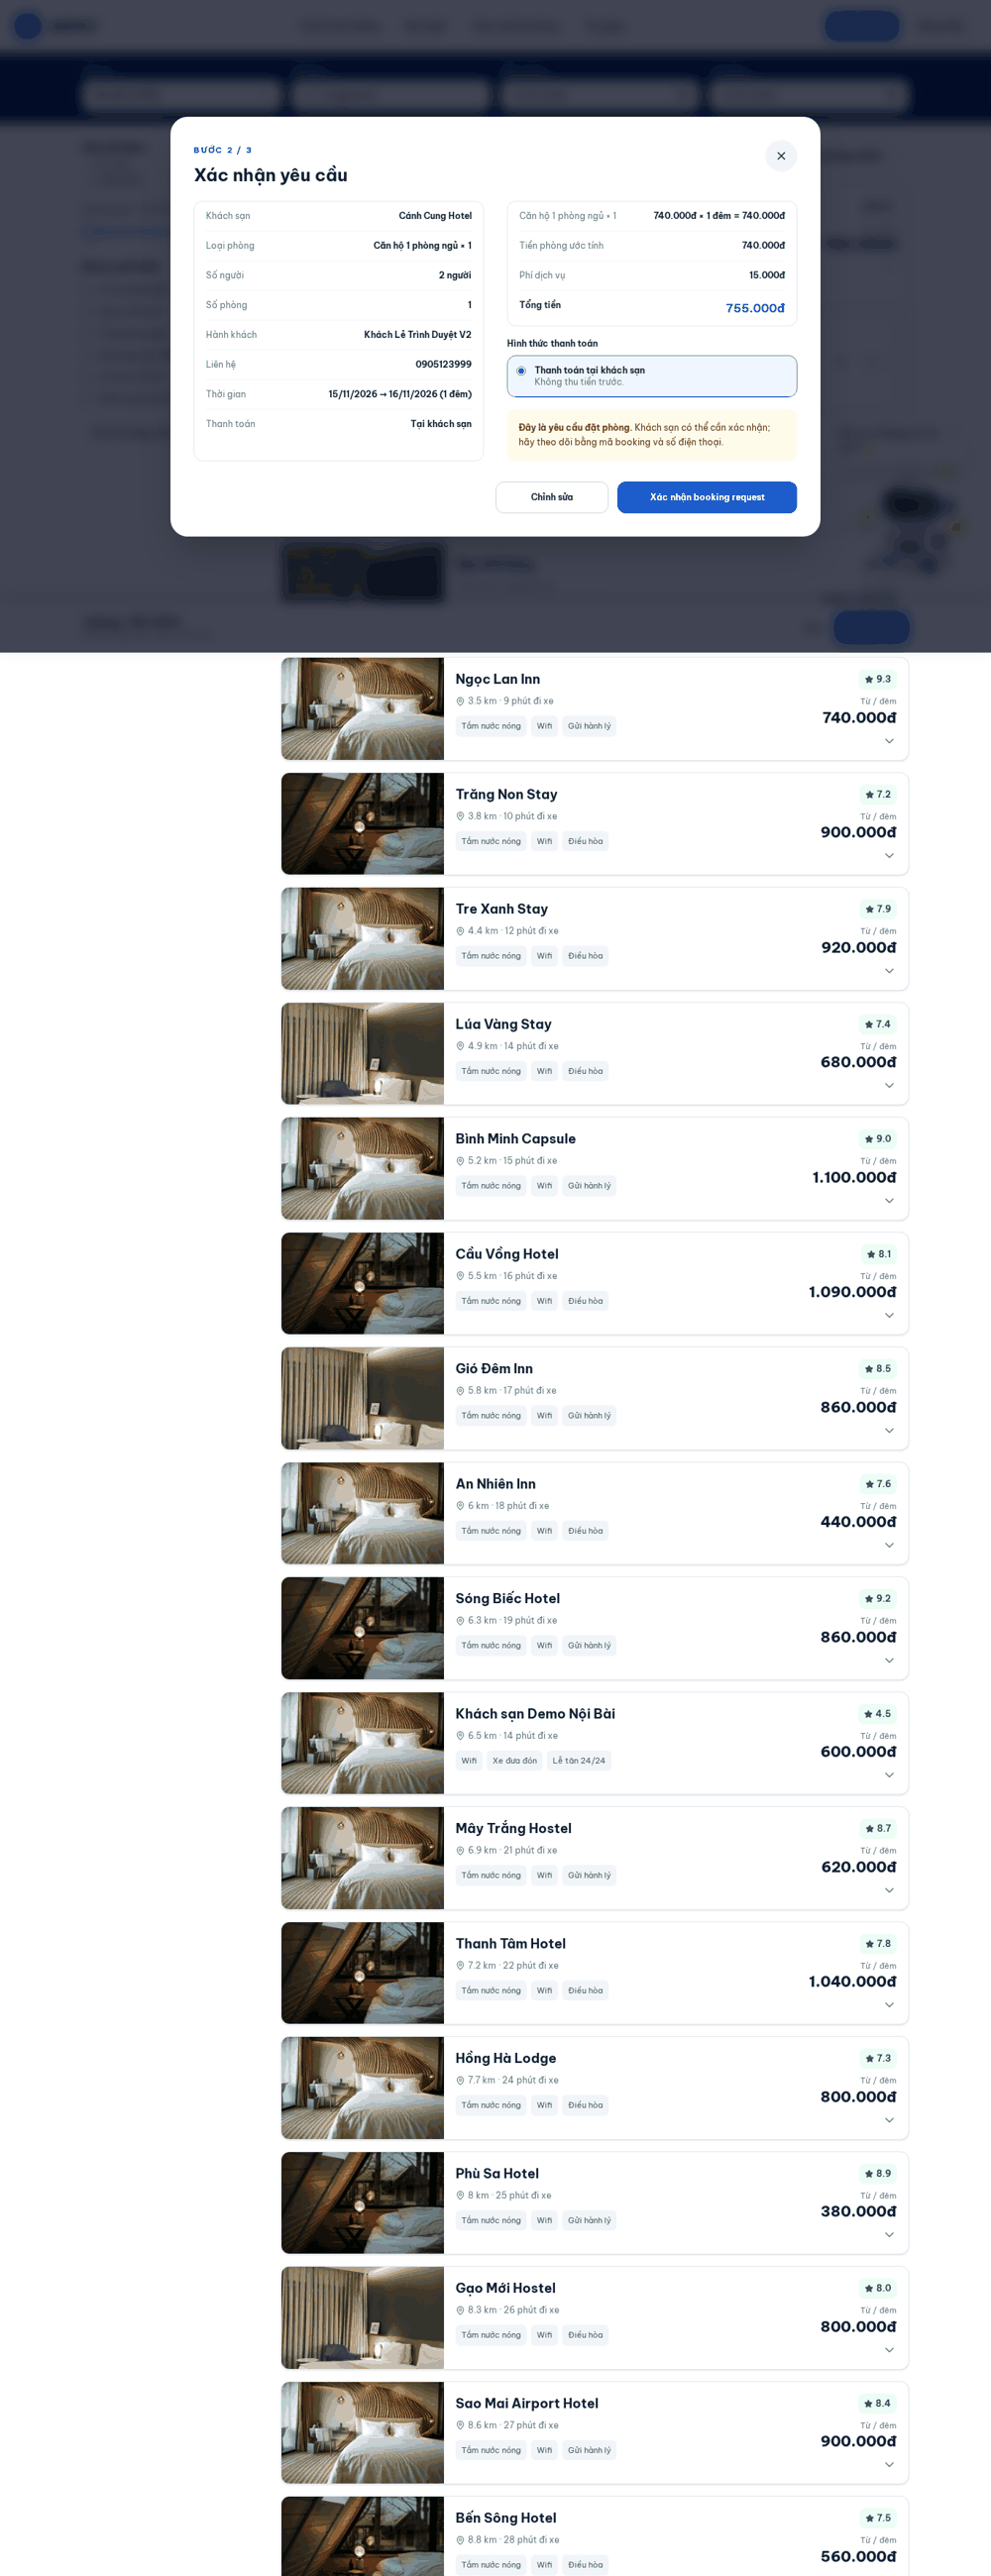 BƯỚC 2 / 3
Xác nhận yêu cầu
Khách sạn Cánh Cung Hotel
Loại phòng Căn hộ 1 phòng ngủ × 1
Số người 2 người
Số phòng 1
Hành khách Khách Lẻ Trình Duyệt V2
Liên hệ 0905123999
Thời gian 15/11/2026 → 16/11/2026 (1 đêm)
Thanh toán Tại khách sạn
Căn hộ 1 phòng ngủ × 1 740.000đ × 1 đêm = 740.000đ
Tiền phòng ước tính 740.000đ
Phí dịch vụ 15.000đ
Tổng tiền 755.000đ
Hình thức thanh toán
Thanh toán tại khách sạn
Không thu tiền trước.
Đây là yêu cầu đặt phòng. Khách sạn có thể cần xác nhận;
hãy theo dõi bằng mã booking và số điện thoại.
Chỉnh sửa Xác nhận booking request
Ngọc Lan Inn 9.3
3.5 km · 9 phút đi xe Từ / đêm
740.000đ
Tắm nước nóng Wifi Gửi hành lý
Trăng Non Stay 7.2
3.8 km · 10 phút đi xe Từ / đêm
900.000đ
Tắm nước nóng Wifi Điều hòa
Tre Xanh Stay 7.9
4.4 km · 12 phút đi xe Từ / đêm
920.000đ
Tắm nước nóng Wifi Điều hòa
Lúa Vàng Stay 7.4
4.9 km · 14 phút đi xe Từ / đêm
680.000đ
Tắm nước nóng Wifi Điều hòa
Bình Minh Capsule 9.0
5.2 km · 15 phút đi xe Từ / đêm
1.100.000đ
Tắm nước nóng Wifi Gửi hành lý
Cầu Vồng Hotel 8.1
5.5 km · 16 phút đi xe Từ / đêm
1.090.000đ
Tắm nước nóng Wifi Điều hòa
Gió Đêm Inn 8.5
5.8 km · 17 phút đi xe Từ / đêm
860.000đ
Tắm nước nóng Wifi Gửi hành lý
An Nhiên Inn 7.6
6 km · 18 phút đi xe Từ / đêm
440.000đ
Tắm nước nóng Wifi Điều hòa
Sóng Biếc Hotel 9.2
6.3 km · 19 phút đi xe Từ / đêm
860.000đ
Tắm nước nóng Wifi Gửi hành lý
Khách sạn Demo Nội Bài 4.5
6.5 km · 14 phút đi xe Từ / đêm
600.000đ
Wifi Xe đưa đón Lễ tân 24/24
Mây Trắng Hostel 8.7
6.9 km · 21 phút đi xe Từ / đêm
620.000đ
Tắm nước nóng Wifi Gửi hành lý
Thanh Tâm Hotel 7.8
7.2 km · 22 phút đi xe Từ / đêm
1.040.000đ
Tắm nước nóng Wifi Điều hòa
Hồng Hà Lodge 7.3
7.7 km · 24 phút đi xe Từ / đêm
800.000đ
Tắm nước nóng Wifi Điều hòa
Phù Sa Hotel 8.9
8 km · 25 phút đi xe Từ / đêm
380.000đ
Tắm nước nóng Wifi Gửi hành lý
Gạo Mới Hostel 8.0
8.3 km · 26 phút đi xe Từ / đêm
800.000đ
Tắm nước nóng Wifi Điều hòa
Sao Mai Airport Hotel 8.4
8.6 km · 27 phút đi xe Từ / đêm
900.000đ
Tắm nước nóng Wifi Gửi hành lý
Bến Sông Hotel 7.5
8.8 km · 28 phút đi xe Từ / đêm
560.000đ
Tắm nước nóng Wifi Điều hòa